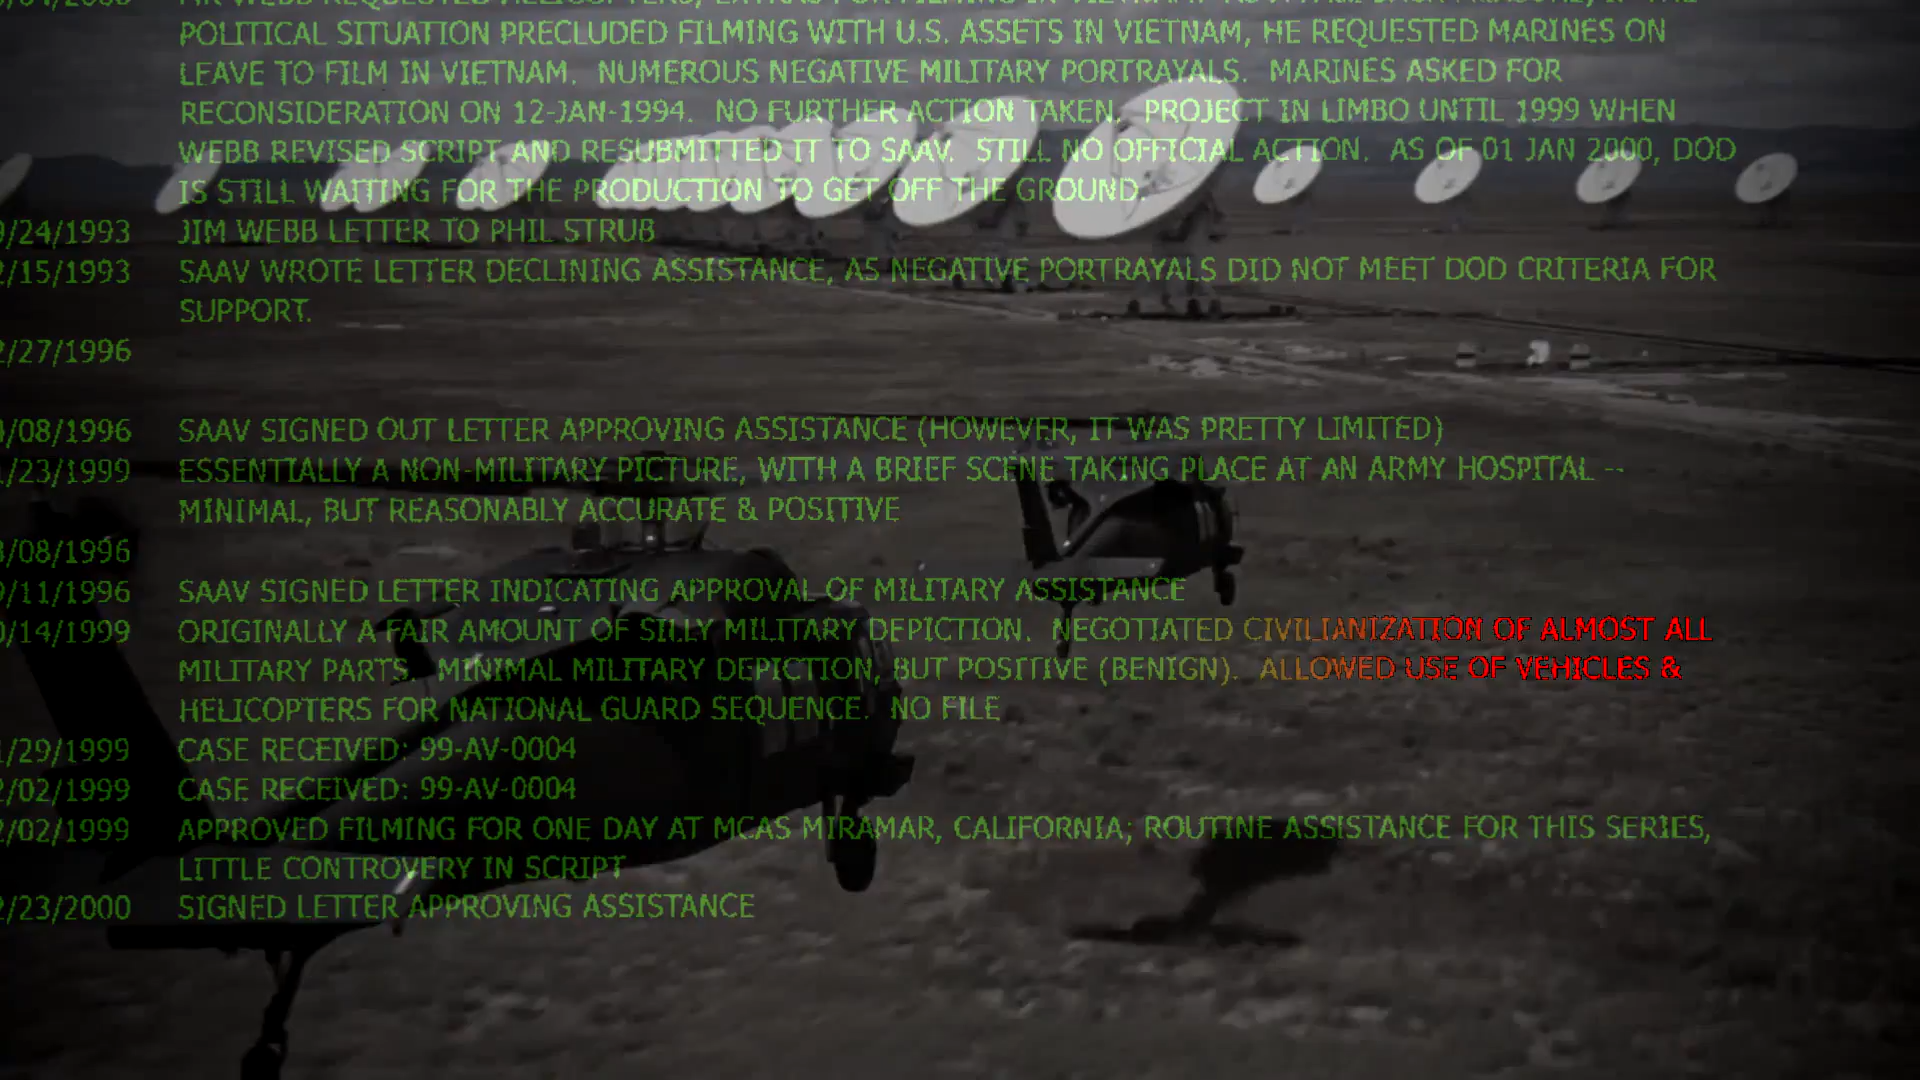 POLITICAL SITUATION PRECLUDED FILMING WITH U.S. ASSETS IN VIETNAM, HE REQUESTED MARINES ON
LEAVE TO FILM IN VIETNAM. NUMEROUS NEGATIVE MILITARY PORTRAYALS. MARINES ASKED FOR
RECONSIDERATION ON 12-JAN-1994. NO FURTHER ACTION TAKEN. PROJECT IN LIMBO UNTIL 1999 WHEN
WEBB REVISED SCRIPT AND RESUBMITTED IT TO SAAV. STILL NO OFFICIAL ACTION. AS OF 01 JAN 2000, DOD
IS STILL WAITING FOR THE PRODUCTION TO GET OFF THE GROUND.
/24/1993 JIM WEBB LETTER TO PHIL STRUB
/15/1993 SAAV WROTE LETTER DECLINING ASSISTANCE, AS NEGATIVE PORTRAYALS DID NOT MEET DOD CRITERIA FOR
SUPPORT.
/27/1996
/08/1996 SAAV SIGNED OUT LETTER APPROVING ASSISTANCE (HOWEVER, IT WAS PRETTY LIMITED)
/23/1999 ESSENTIALLY A NON-MILITARY PICTURE, WITH A BRIEF SCENE TAKING PLACE AT AN ARMY HOSPITAL --
MINIMAL, BUT REASONABLY ACCURATE & POSITIVE
/08/1996
/11/1996 SAAV SIGNED LETTER INDICATING APPROVAL OF MILITARY ASSISTANCE
/14/1999 ORIGINALLY A FAIR AMOUNT OF SILLY MILITARY DEPICTION. NEGOTIATED CIVILIANIZATION OF ALMOST ALL
MILITARY PARTS. MINIMAL MILITARY DEPICTION, BUT POSITIVE (BENIGN). ALLOWED USE OF VEHICLES &
HELICOPTERS FOR NATIONAL GUARD SEQUENCE. NO FILE
/29/1999 CASE RECEIVED: 99-AV-0004
/02/1999 CASE RECEIVED: 99-AV-0004
/02/1999 APPROVED FILMING FOR ONE DAY AT MCAS MIRAMAR, CALIFORNIA; ROUTINE ASSISTANCE FOR THIS SERIES,
LITTLE CONTROVERY IN SCRIPT
/23/2000 SIGNED LETTER APPROVING ASSISTANCE